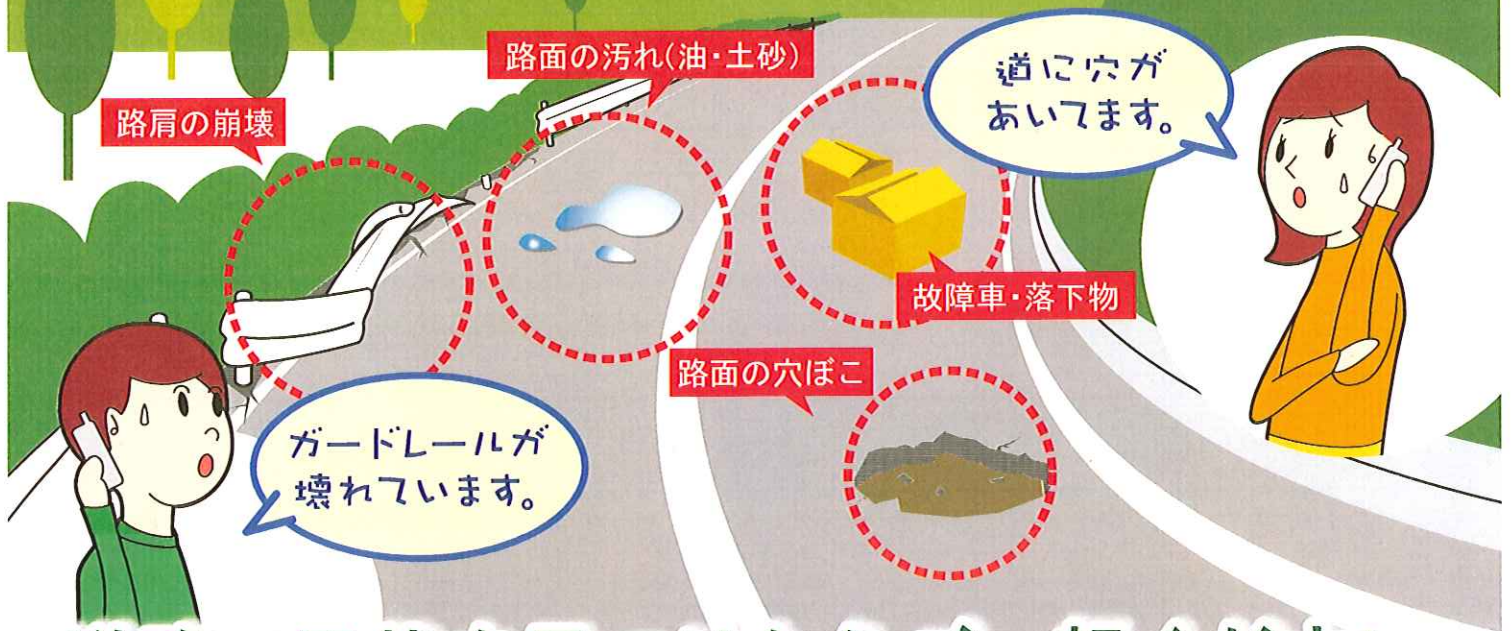 路面の汚れ(油・土砂)
道に穴が
あいてます。
路肩の崩壊
故障車・落下物
路面の穴ぼこ
ガードレールが
壊れています。